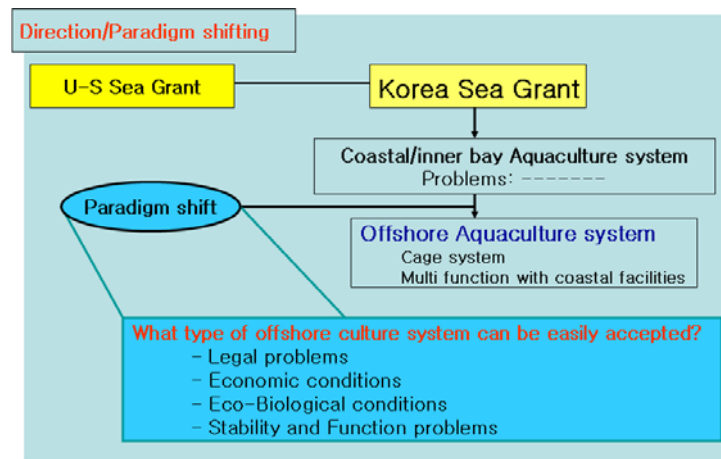 Direction/Paradigm shifting
U-S Sea Grant
Korea Sea Grant
Coastal/inner bay Aquaculture system
Problems: -------
Paradigm shift
Offshore Aquaculture system
Cage system
Multi function with coastal facilities
What type of offshore culture system can be easily accepted?
- Legal problems
- Economic conditions
- Eco-Biological conditions
- Stability and Function problems